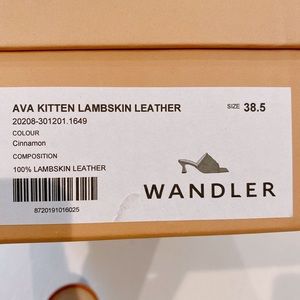 AVA KITTEN LAMBSKIN LEATHER SIZE 38.5
20208-301201.1649
COLOUR
Cinnamon
COMPOSITION
100% LAMBSKIN LEATHER
WANDLER
8720191016025